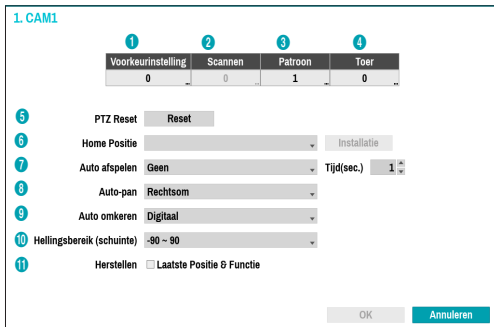 1. CAM1
1 2 3 4
Voorkeurinstelling Scannen Patroon Toer
0 ... 0 ... 1 ... 0 ...
5 PTZ Reset Reset
6 Home Positie Installatie
7 Auto afspelen Geen Tijd(sec.) 1
8 Auto-pan Rechtsom
9 Auto omkeren Digitaal
10 Hellingsbereik (schuinte) -90 ~ 90
11 Herstellen Laatste Positie & Functie
OK Annuleren